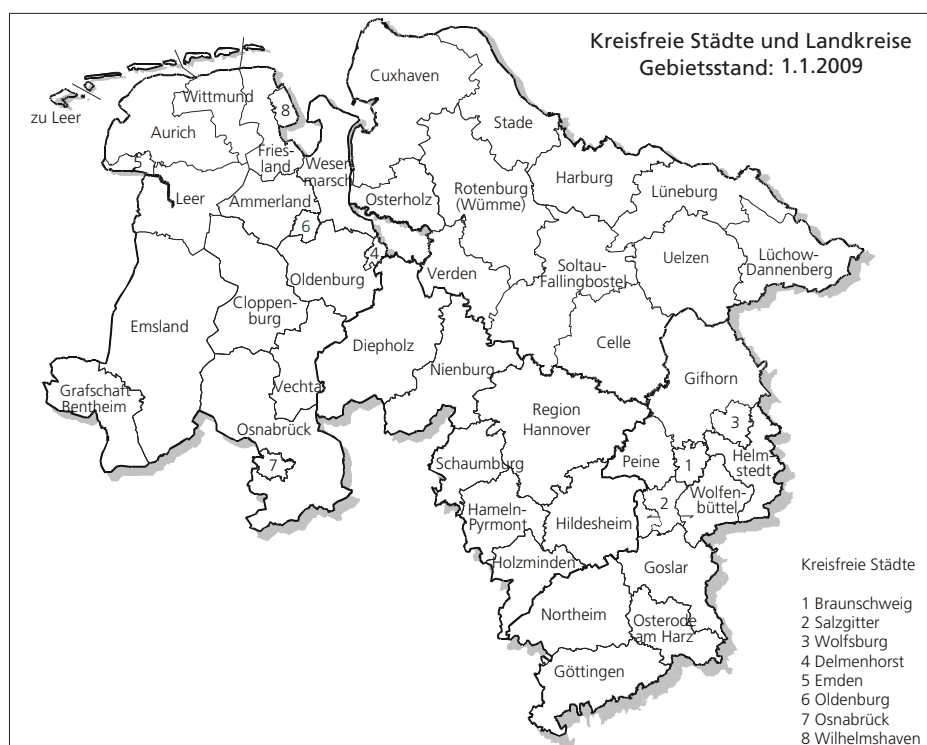 Kreisfreie Städte und Landkreise
Gebietsstand: 1.1.2009
Cuxhaven
Wittmund
8
zu Leer
Aurich
Stade
Fries-
land
Weser-
marsch
Harburg
Leer
Ammerland
Osterholz
Rotenburg
(Wümme)
Lüneburg
6
4
Oldenburg
Verden
Soltau-
Fallingbostel
Uelzen
Lüchow-
Dannenberg
Cloppen-
burg
Emsland
Diepholz
Celle
Nienburg
Gifhorn
Grafschaft
Bentheim
Vechta
Region
Hannover
Osnabrück
3
7
Schaumburg
Peine
1
Helm-
stedt
2
Wolfen-
büttel
Hameln-
Pyrmont
Hildesheim
Holzminden
Goslar
Northeim
Osterode
am Harz
Göttingen
Kreisfreie Städte
1 Braunschweig
2 Salzgitter
3 Wolfsburg
4 Delmenhorst
5 Emden
6 Oldenburg
7 Osnabrück
8 Wilhelmshaven